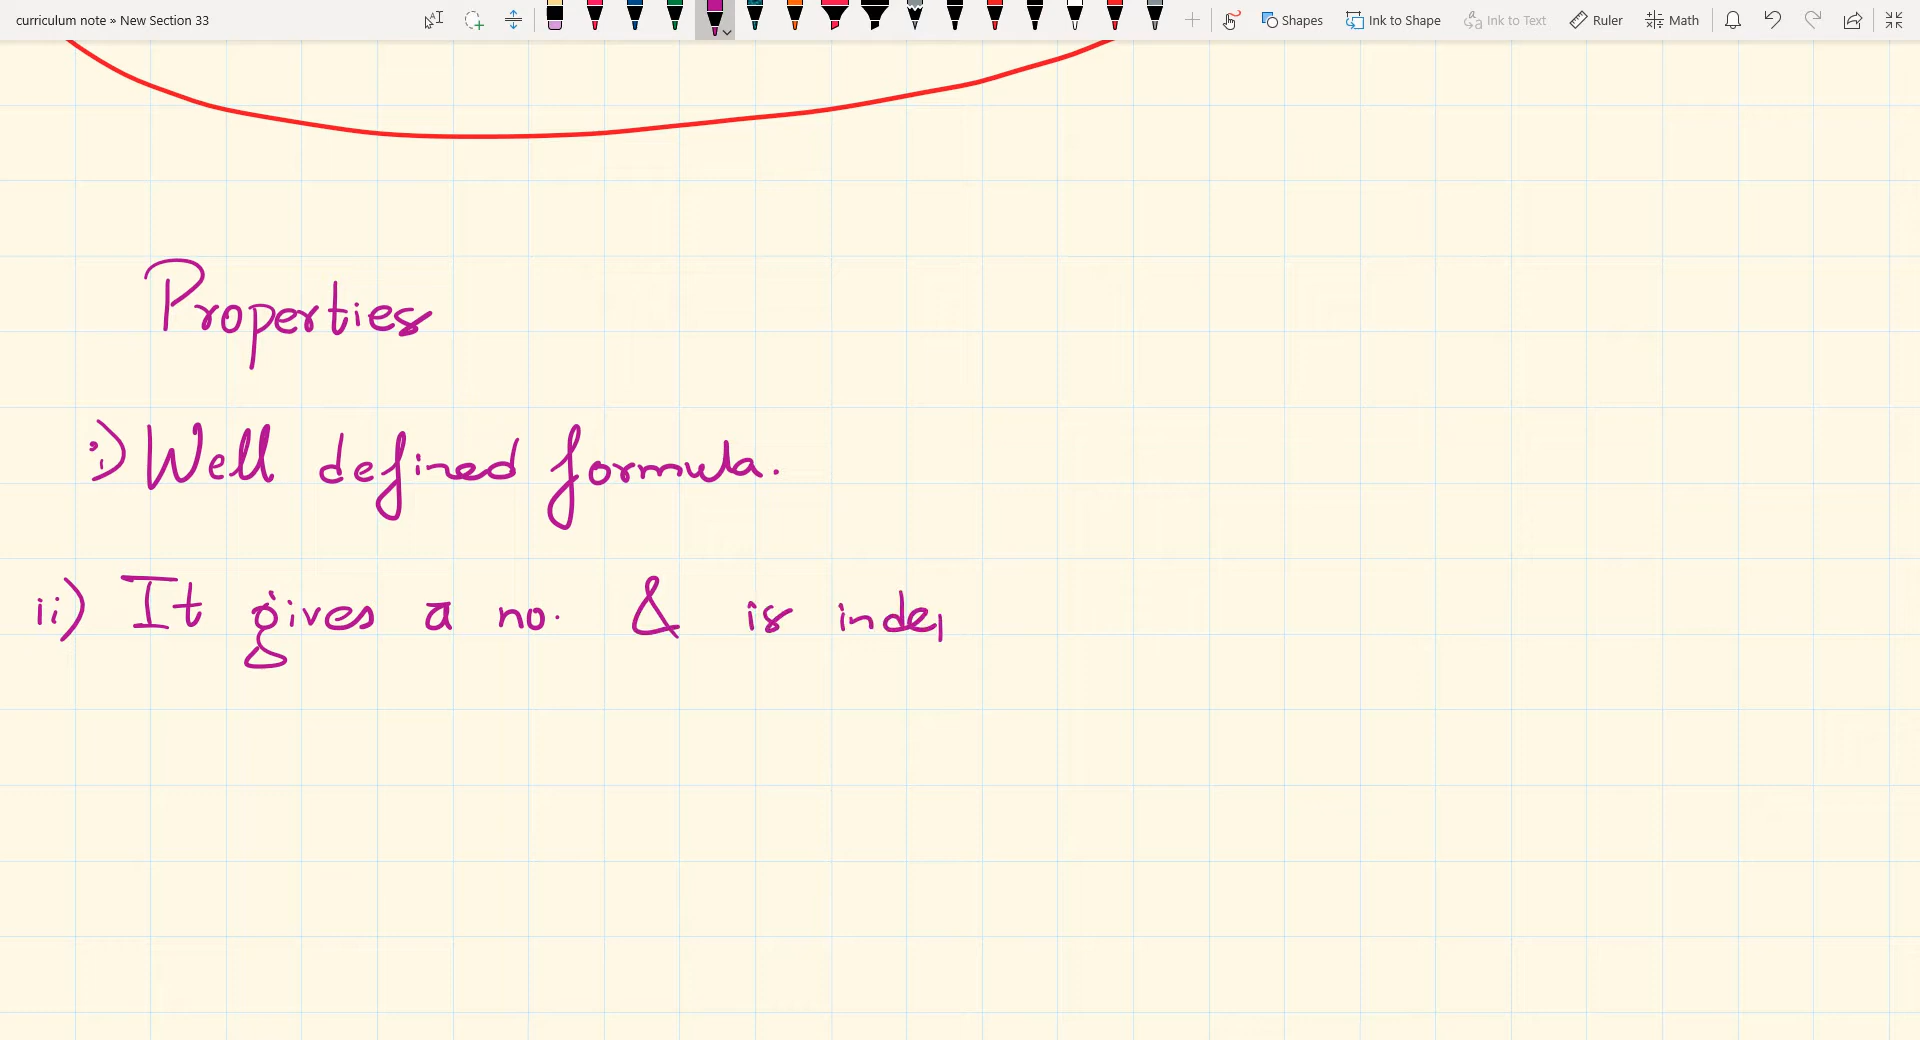 curriculum note » New Section 33
Shapes Ink to Shape Ink to Text Ruler Math
Properties
i) Well defined formula.
ii) It gives a no. & is inde